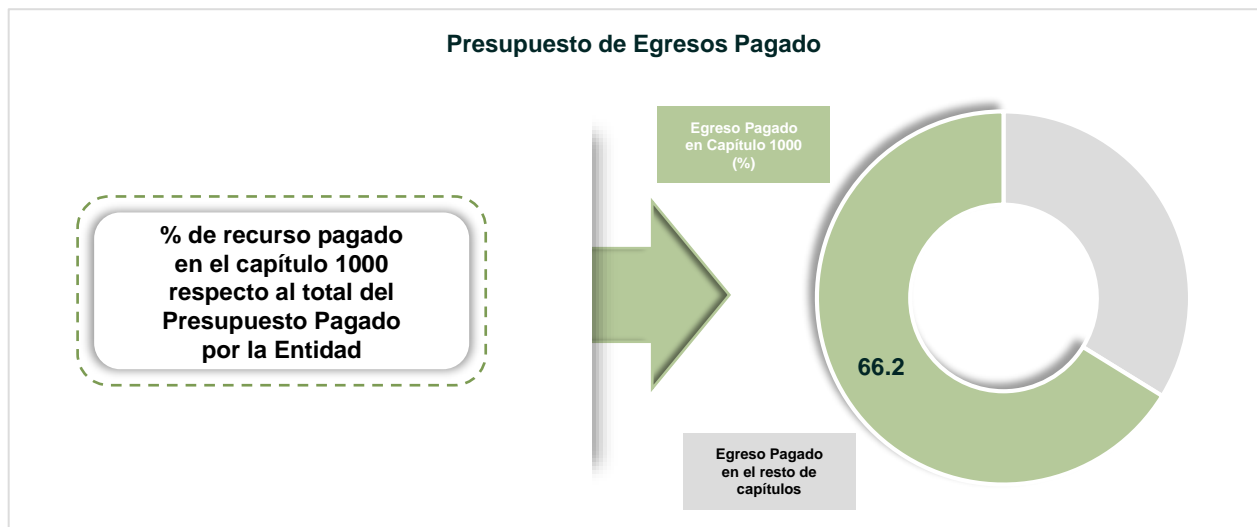 Presupuesto de Egresos Pagado
Egreso Pagado
en Capítulo 1000
(%)
% de recurso pagado
en el capítulo 1000
respecto al total del
Presupuesto Pagado
por la Entidad
66.2
Egreso Pagado
en el resto de
capítulos